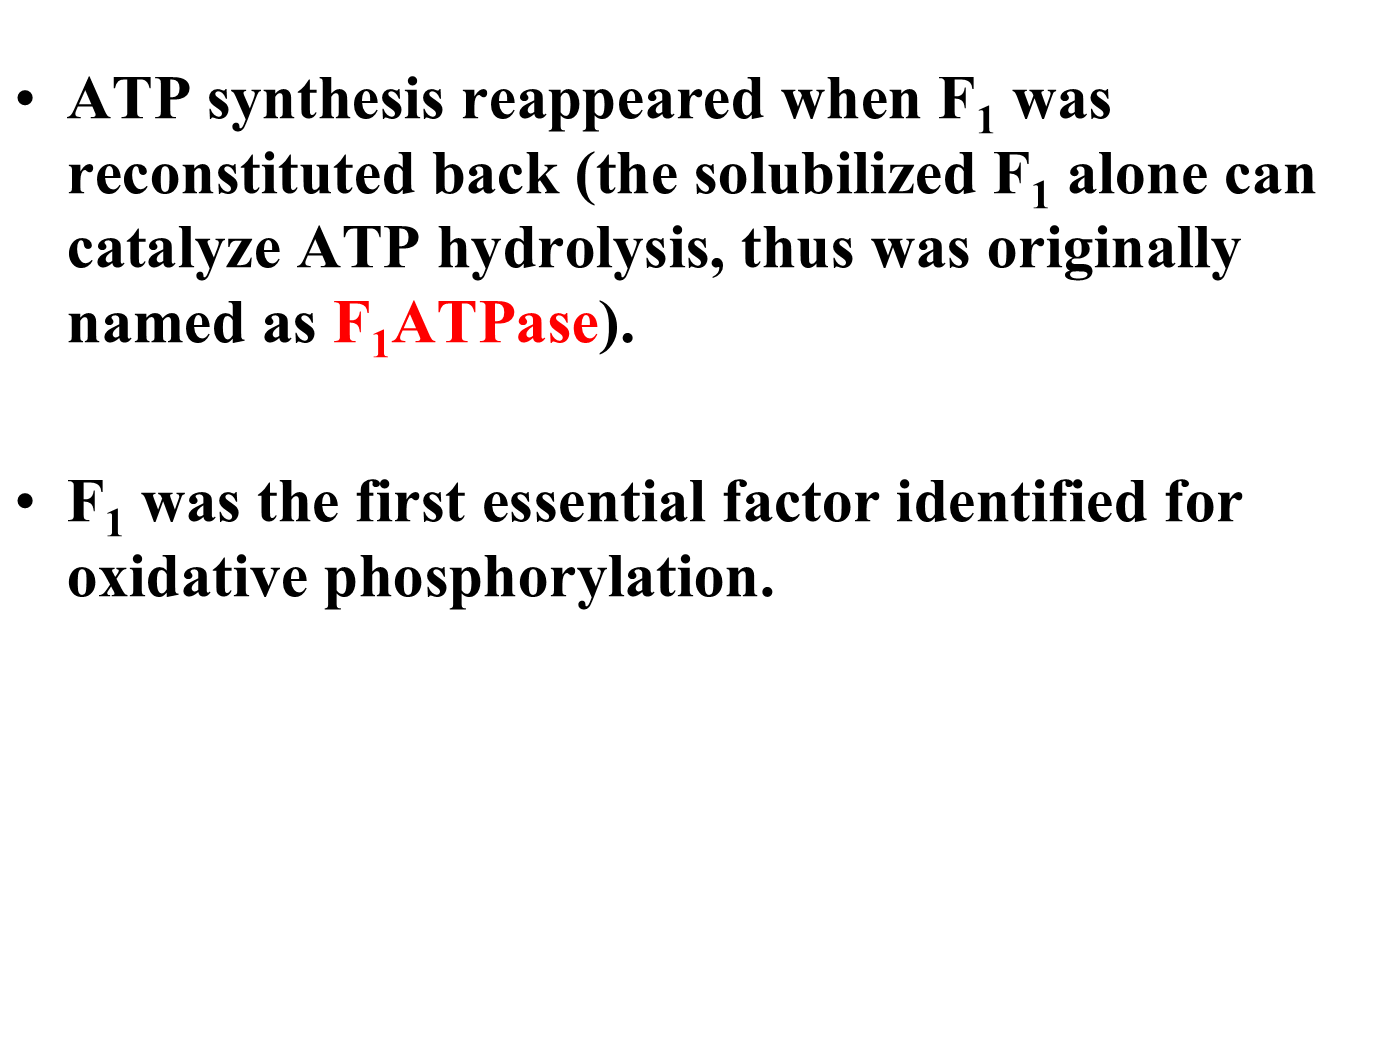 • ATP synthesis reappeared when F₁ was
reconstituted back (the solubilized F₁ alone can
catalyze ATP hydrolysis, thus was originally
named as F₁ATPase).
• F₁ was the first essential factor identified for
oxidative phosphorylation.